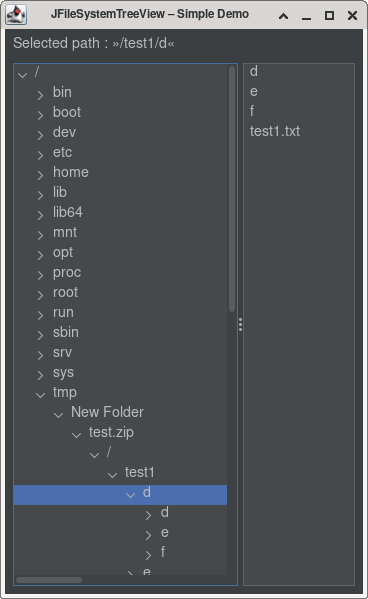 JFileSystemTreeView – Simple Demo
Selected path : »/test1/d«
/
bin
boot
dev
etc
home
lib
lib64
mnt
opt
proc
root
run
sbin
srv
sys
tmp
New Folder
test.zip
/
test1
d
d
e
f
e
d
e
f
test1.txt